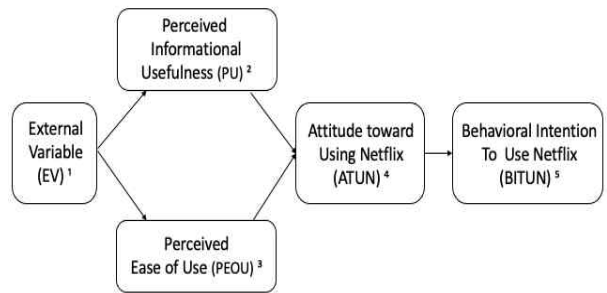 Perceived
Informational
Usefulness (PU) ²
External
Variable
(EV) ¹
Attitude toward
Using Netflix
(ATUN) ⁴
Behavioral Intention
To Use Netflix
(BITUN) ⁵
Perceived
Ease of Use (PEOU) ³